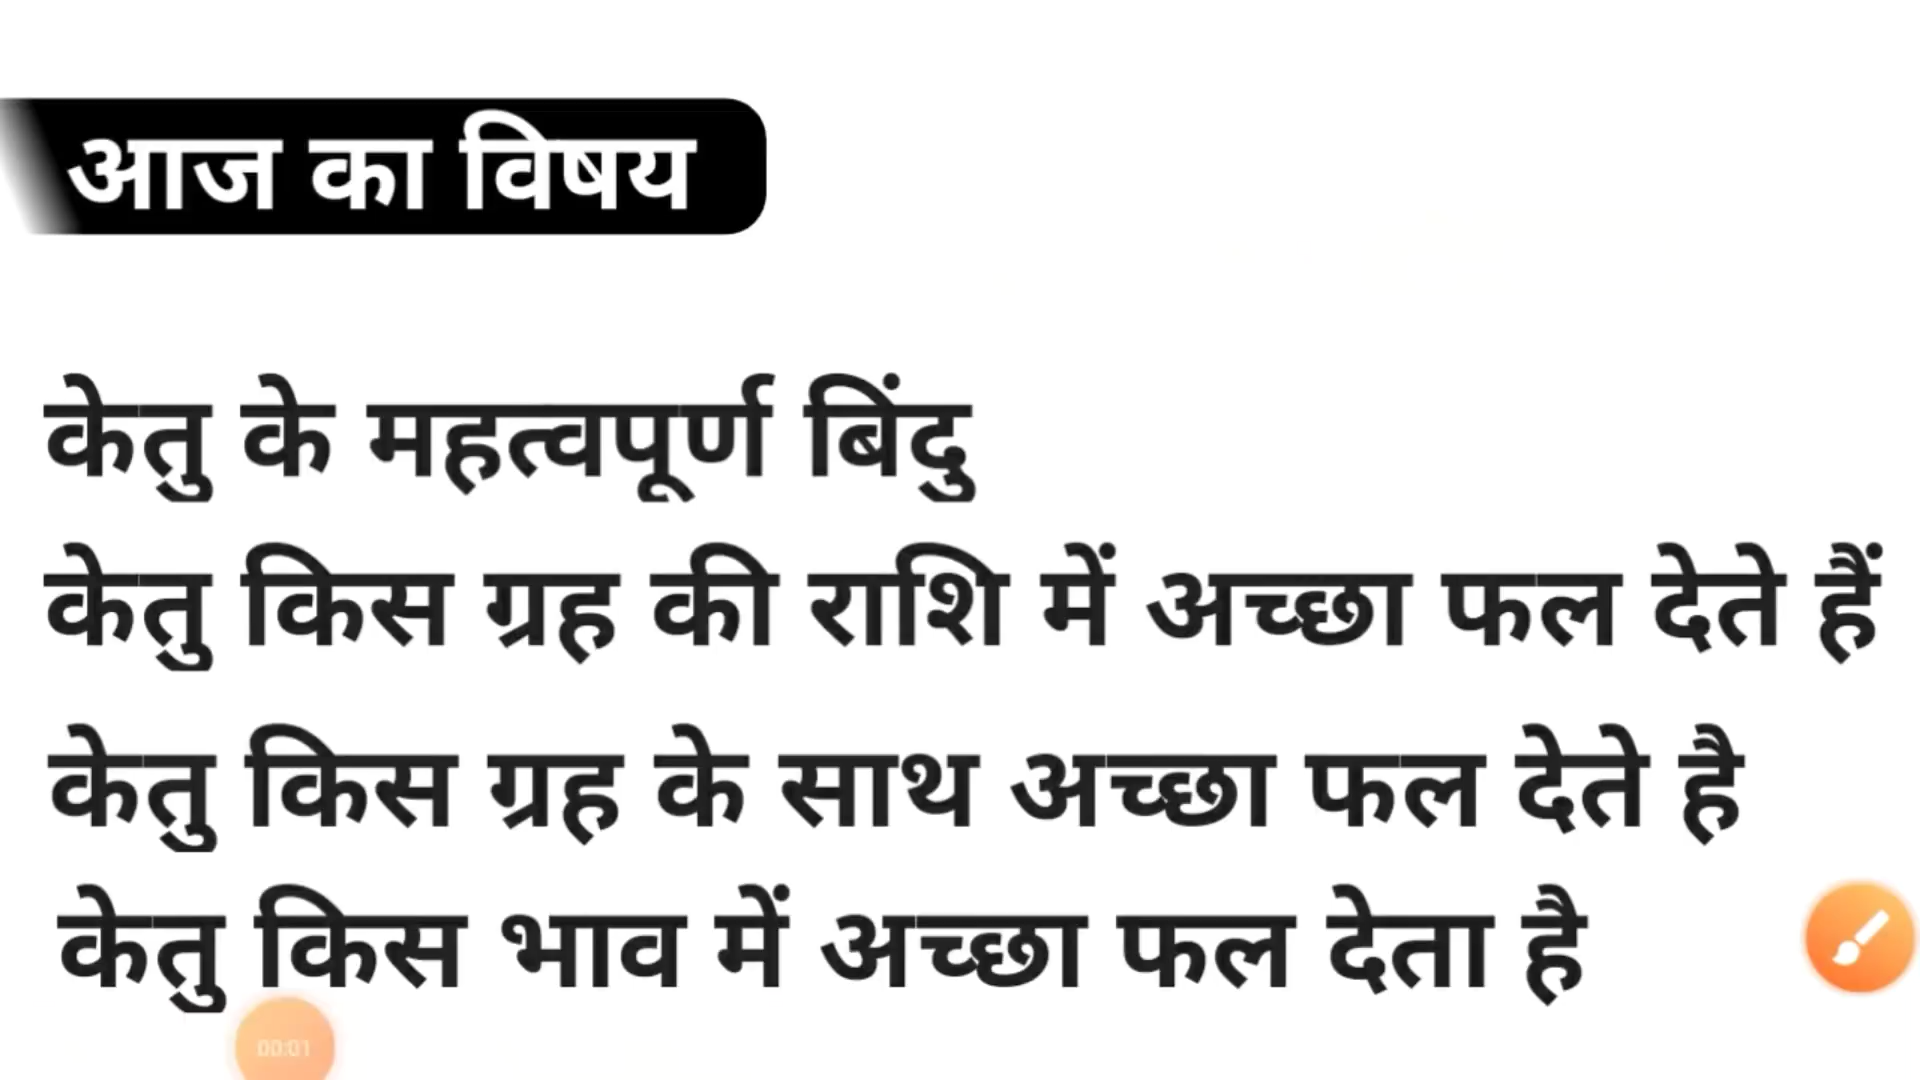 आज का विषय
केतु के महत्वपूर्ण बिंदु
केतु किस ग्रह की राशि में अच्छा फल देते हैं
केतु किस ग्रह के साथ अच्छा फल देते है
केतु किस भाव में अच्छा फल देता है
00:01